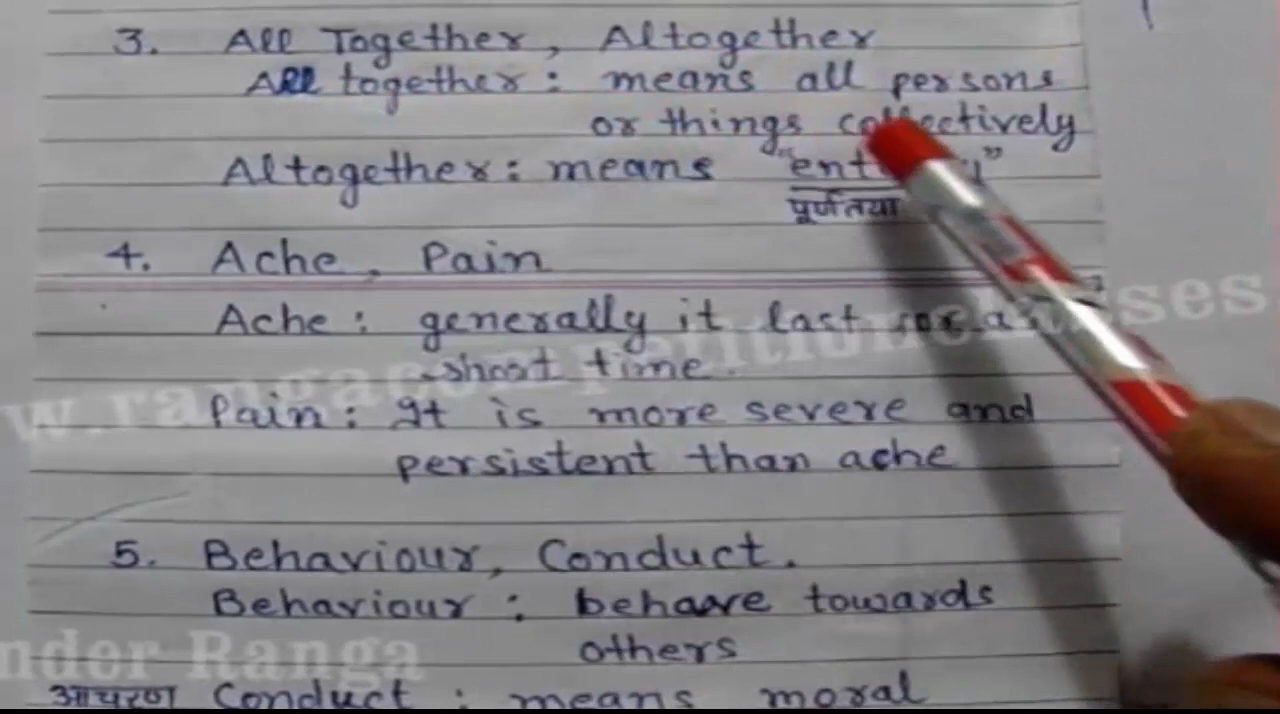 3. All Together, Altogether
All together: means all persons
or things collectively
Altogether: means
पूर्णतया
4. Ache, Pain
Ache: generally it last for a
short time.
Pain: It is more severe and
persistent than ache
5. Behaviour, Conduct.
Behaviour: behave towards
others
nder Ranga
आचरण Conduct: means moral